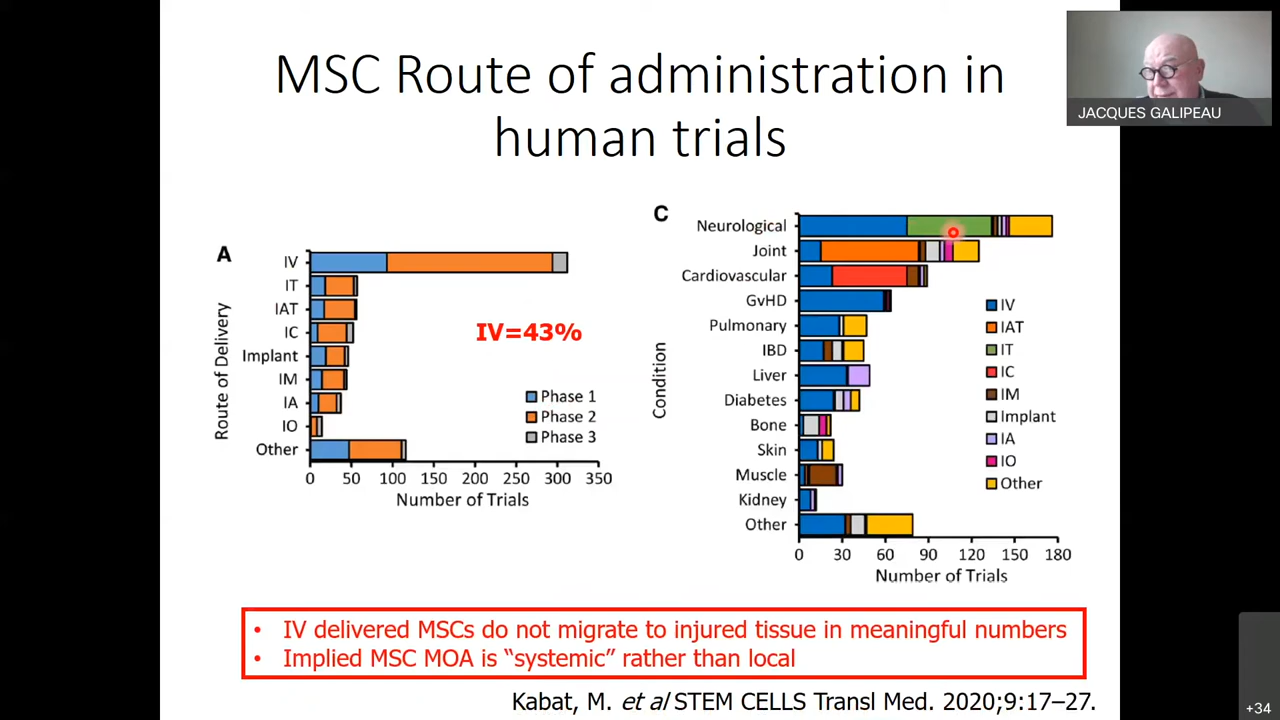 MSC Route of administration in
human trials
JACQUES GALIPEAU
A
Route of Delivery
IV
IT
IAT
IC
Implant
IM
IA
IO
Other
0 50 100 150 200 250 300 350
Number of Trials
IV=43%
Phase 1
Phase 2
Phase 3
C
Condition
Neurological
Joint
Cardiovascular
GvHD
Pulmonary
IBD
Liver
Diabetes
Bone
Skin
Muscle
Kidney
Other
0 30 60 90 120 150 180
Number of Trials
IV
IAT
IT
IC
IM
Implant
IA
IO
Other
• IV delivered MSCs do not migrate to injured tissue in meaningful numbers
• Implied MSC MOA is “systemic” rather than local
Kabat, M. et al STEM CELLS Transl Med. 2020;9:17–27.
+34